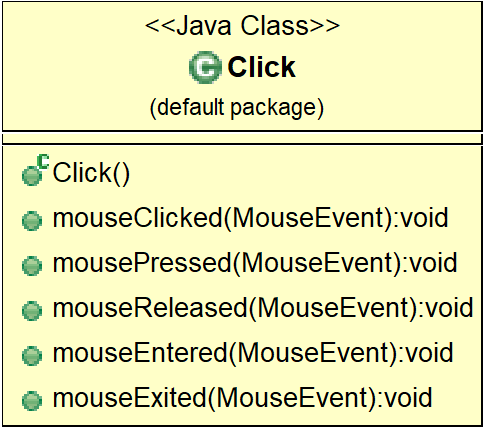 <<Java Class>>
C Click
(default package)
C Click()
mouseClicked(MouseEvent):void
mousePressed(MouseEvent):void
mouseReleased(MouseEvent):void
mouseEntered(MouseEvent):void
mouseExited(MouseEvent):void